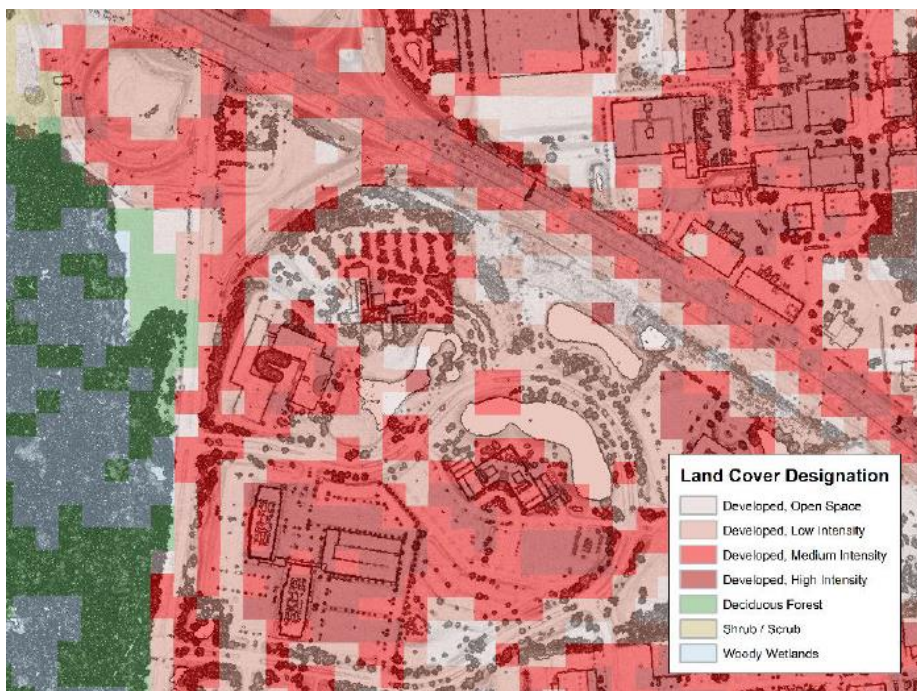 Land Cover Designation
Developed, Open Space
Developed, Low Intensity
Developed, Medium Intensity
Developed, High Intensity
Deciduous Forest
Shrub / Scrub
Woody Wetlands